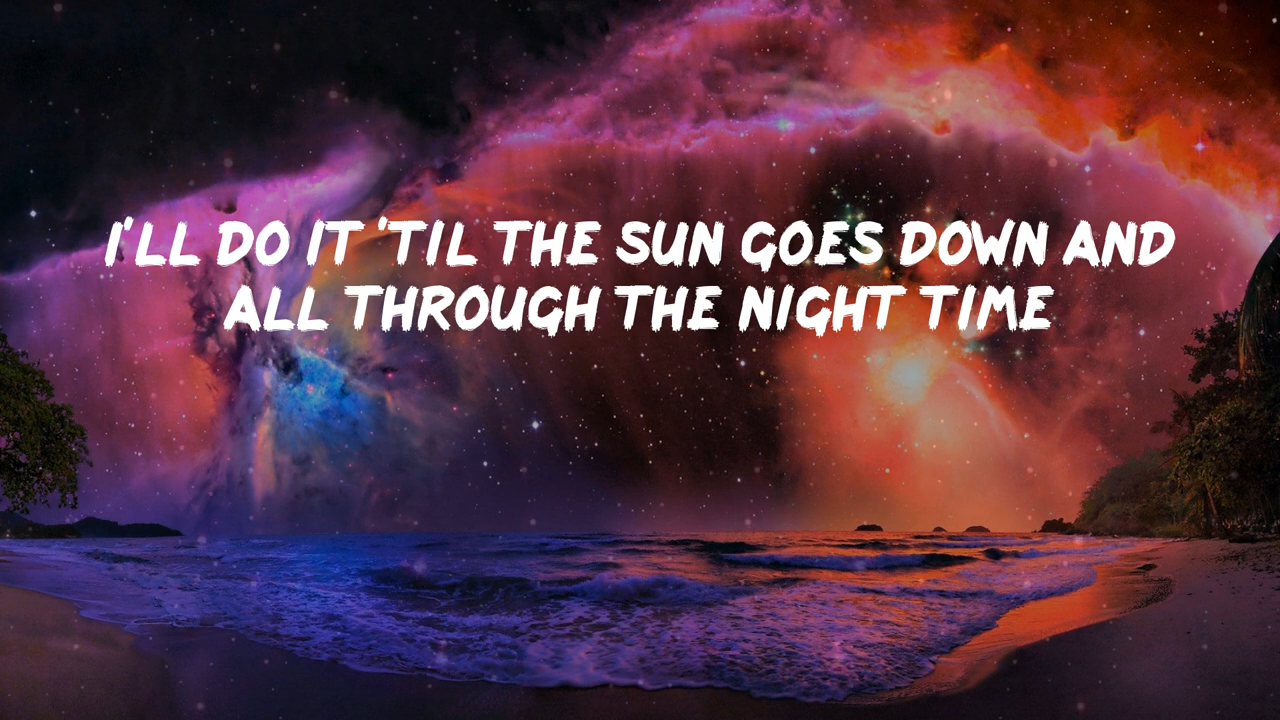 I'LL DO IT 'TIL THE SUN GOES DOWN AND
ALL THROUGH THE NIGHT TIME